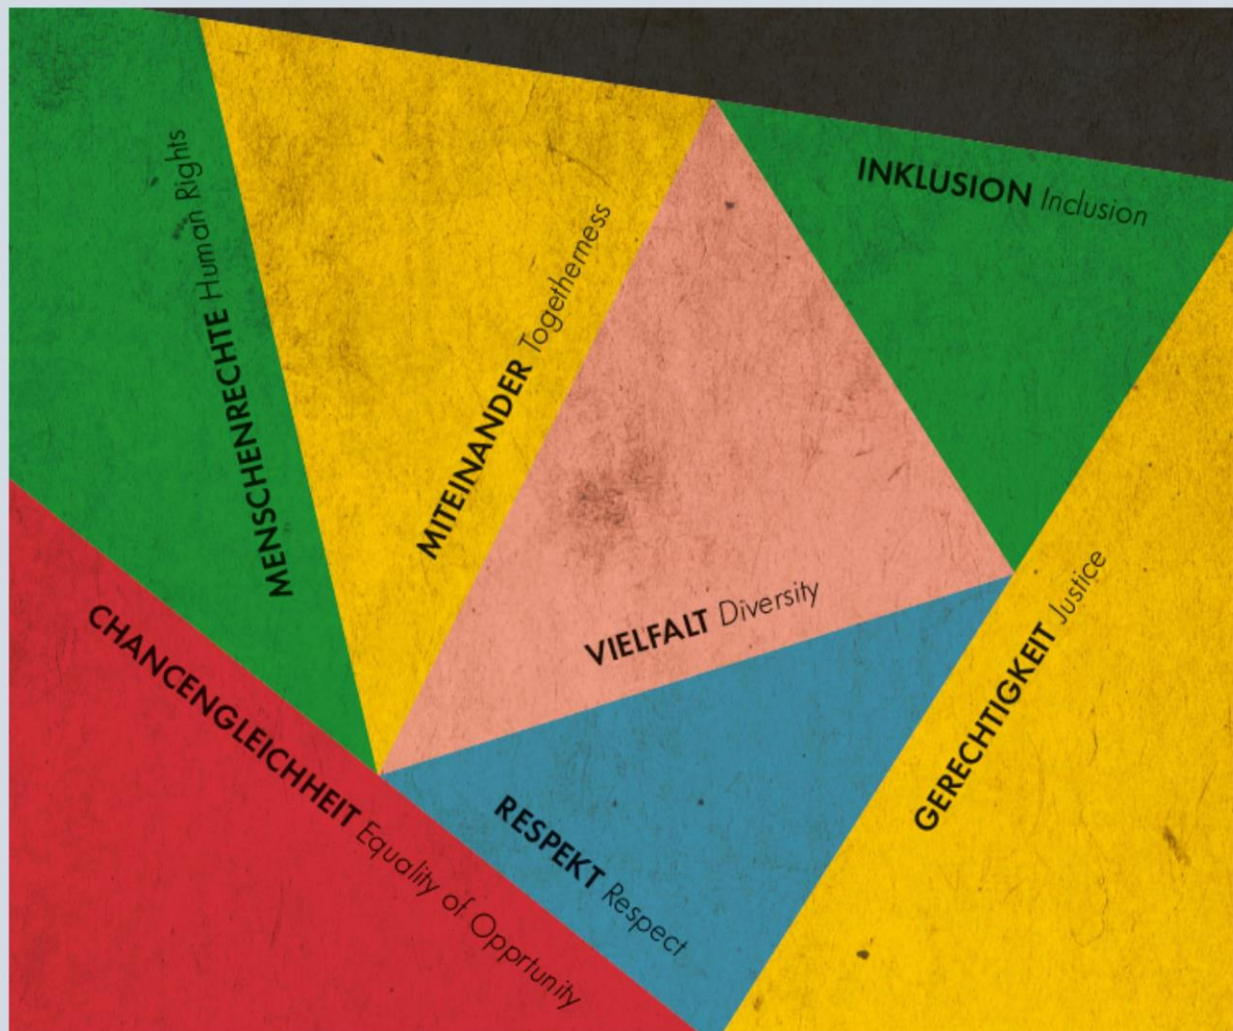 MENSCHENRECHTE Human Rights
MITEINANDER Togetherness
INKLUSION Inclusion
VIELFALT Diversity
GERECHTIGKEIT Justice
CHANCENGLEICHHEIT Equality of Opprtunity
RESPEKT Respect